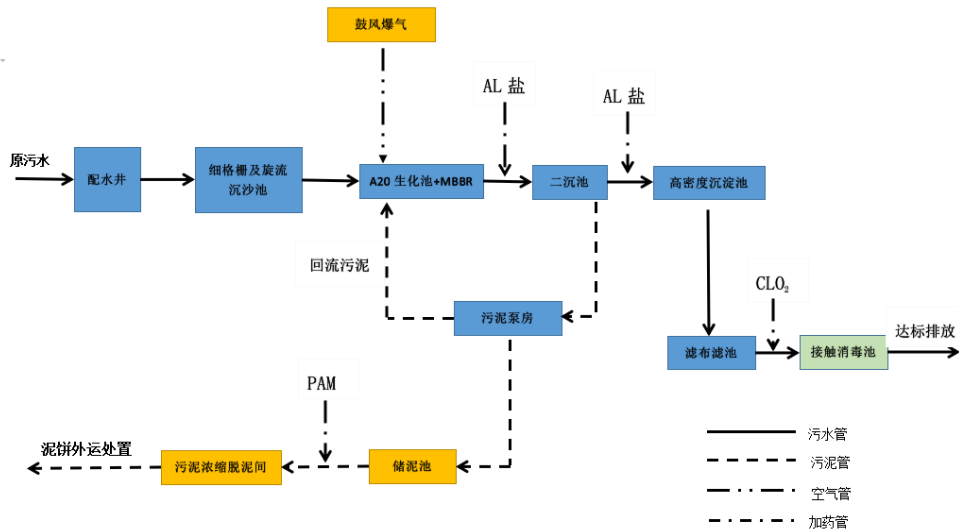 鼓风爆气
AL 盐
AL 盐
原污水
配水井
细格栅及旋流
沉沙池
A20 生化池+MBBR
二沉池
高密度沉淀池
回流污泥
CLO₂
污泥泵房
达标排放
滤布滤池
接触消毒池
PAM
泥饼外运处置
污泥浓缩脱泥间
储泥池
污水管
污泥管
空气管
加药管